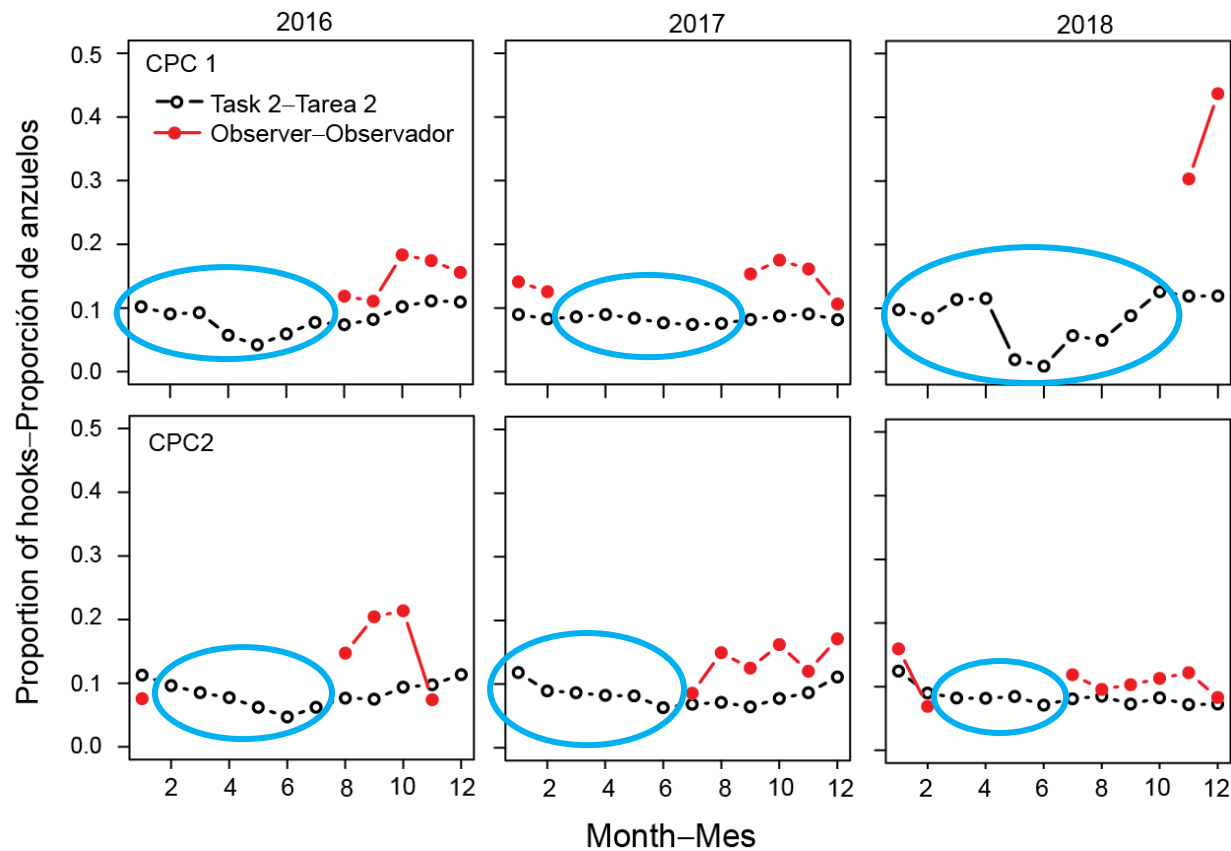 2016
2017
2018
CPC 1
Task 2–Tarea 2
Observer–Observador
0.5
0.4
0.3
0.2
0.1
0.0
CPC2
0.5
0.4
0.3
0.2
0.1
0.0
Proportion of hooks–Proporción de anzuelos
2 4 6 8 10 12
2 4 6 8 10 12
2 4 6 8 10 12
Month–Mes